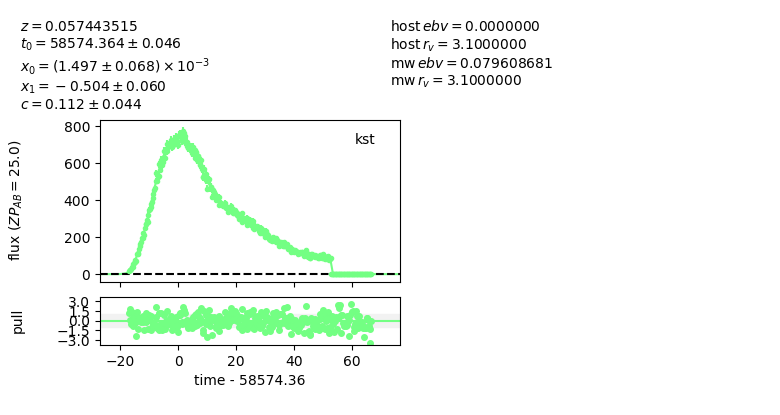 z = 0.057443515
t₀ = 58574.364 ± 0.046
x₀ = (1.497 ± 0.068) × 10⁻³
x₁ = −0.504 ± 0.060
c = 0.112 ± 0.044
host ebv = 0.0000000
host r_v = 3.1000000
mw ebv = 0.079608681
mw r_v = 3.1000000
kst
flux (ZP_AB = 25.0)
800
600
400
200
0
pull
3.0
1.5
0.0
−1.5
−3.0
−20
0
20
40
60
time - 58574.36